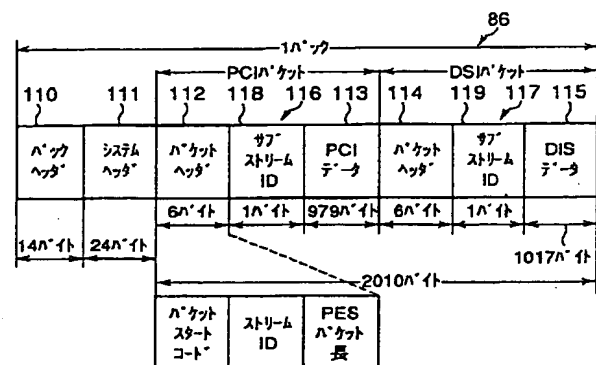 1パック
86
PCIパケット
DSIパケット
110
111
112
118
116
113
114
119
117
115
パック
ヘッダ
システム
ヘッダ
パケット
ヘッダ
サブ
ストリーム
ID
PCI
データ
パケット
ヘッダ
サブ
ストリーム
ID
DIS
データ
14バイト
24バイト
6バイト
1バイト
979バイト
6バイト
1バイト
1017バイト
2010バイト
パケット
スタート
コード
ストリーム
ID
PES
パケット
長